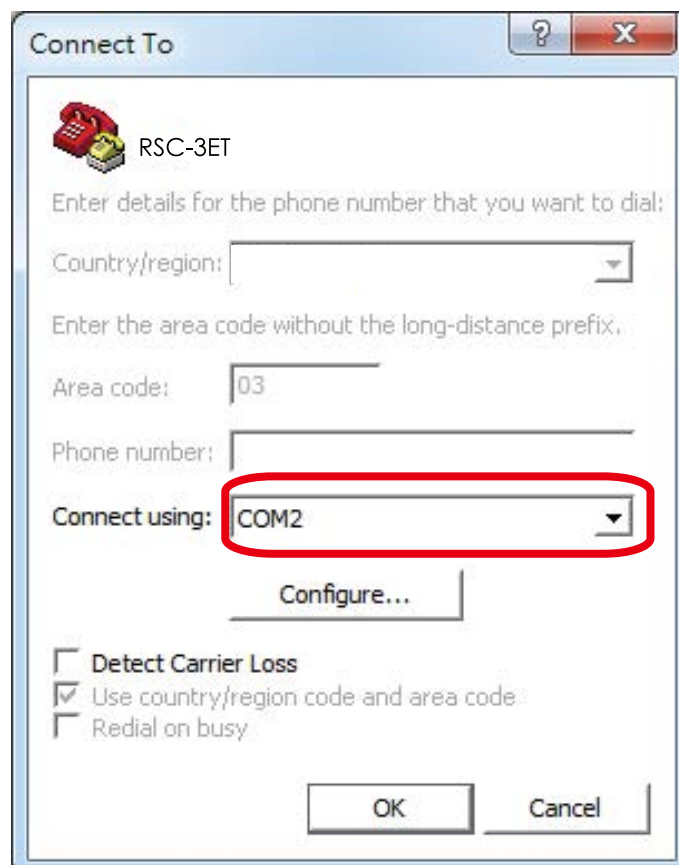 Connect To
RSC-3ET
Enter details for the phone number that you want to dial:
Country/region:
Enter the area code without the long-distance prefix.
Area code: 03
Phone number:
Connect using: COM2
Configure...
Detect Carrier Loss
Use country/region code and area code
Redial on busy
OK Cancel